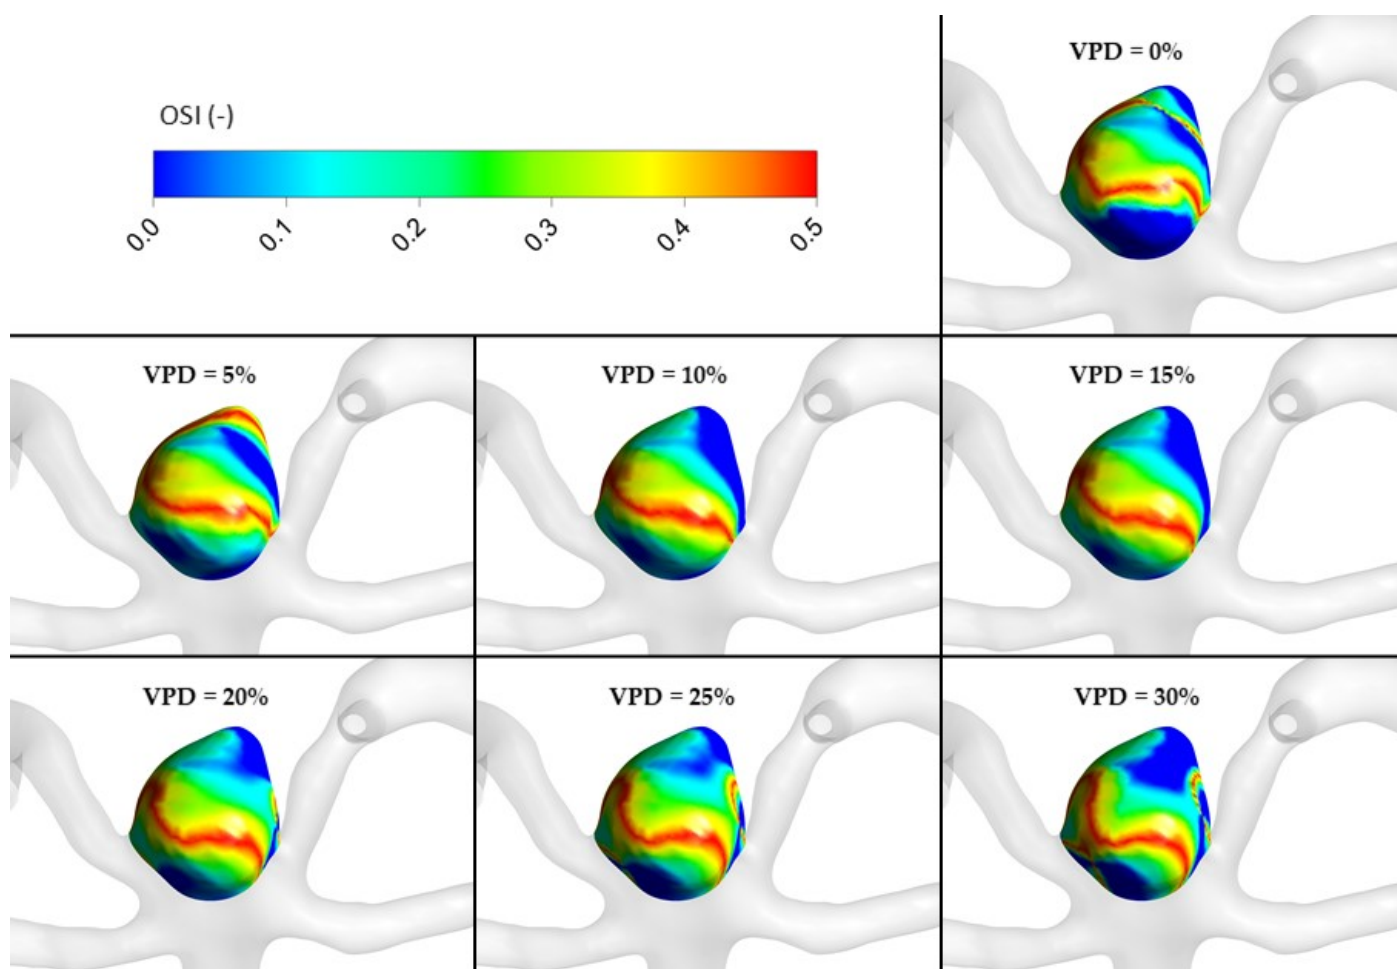 VPD = 0%
OSI (-)
0.0
0.1
0.2
0.3
0.4
0.5
VPD = 5%
VPD = 10%
VPD = 15%
VPD = 20%
VPD = 25%
VPD = 30%